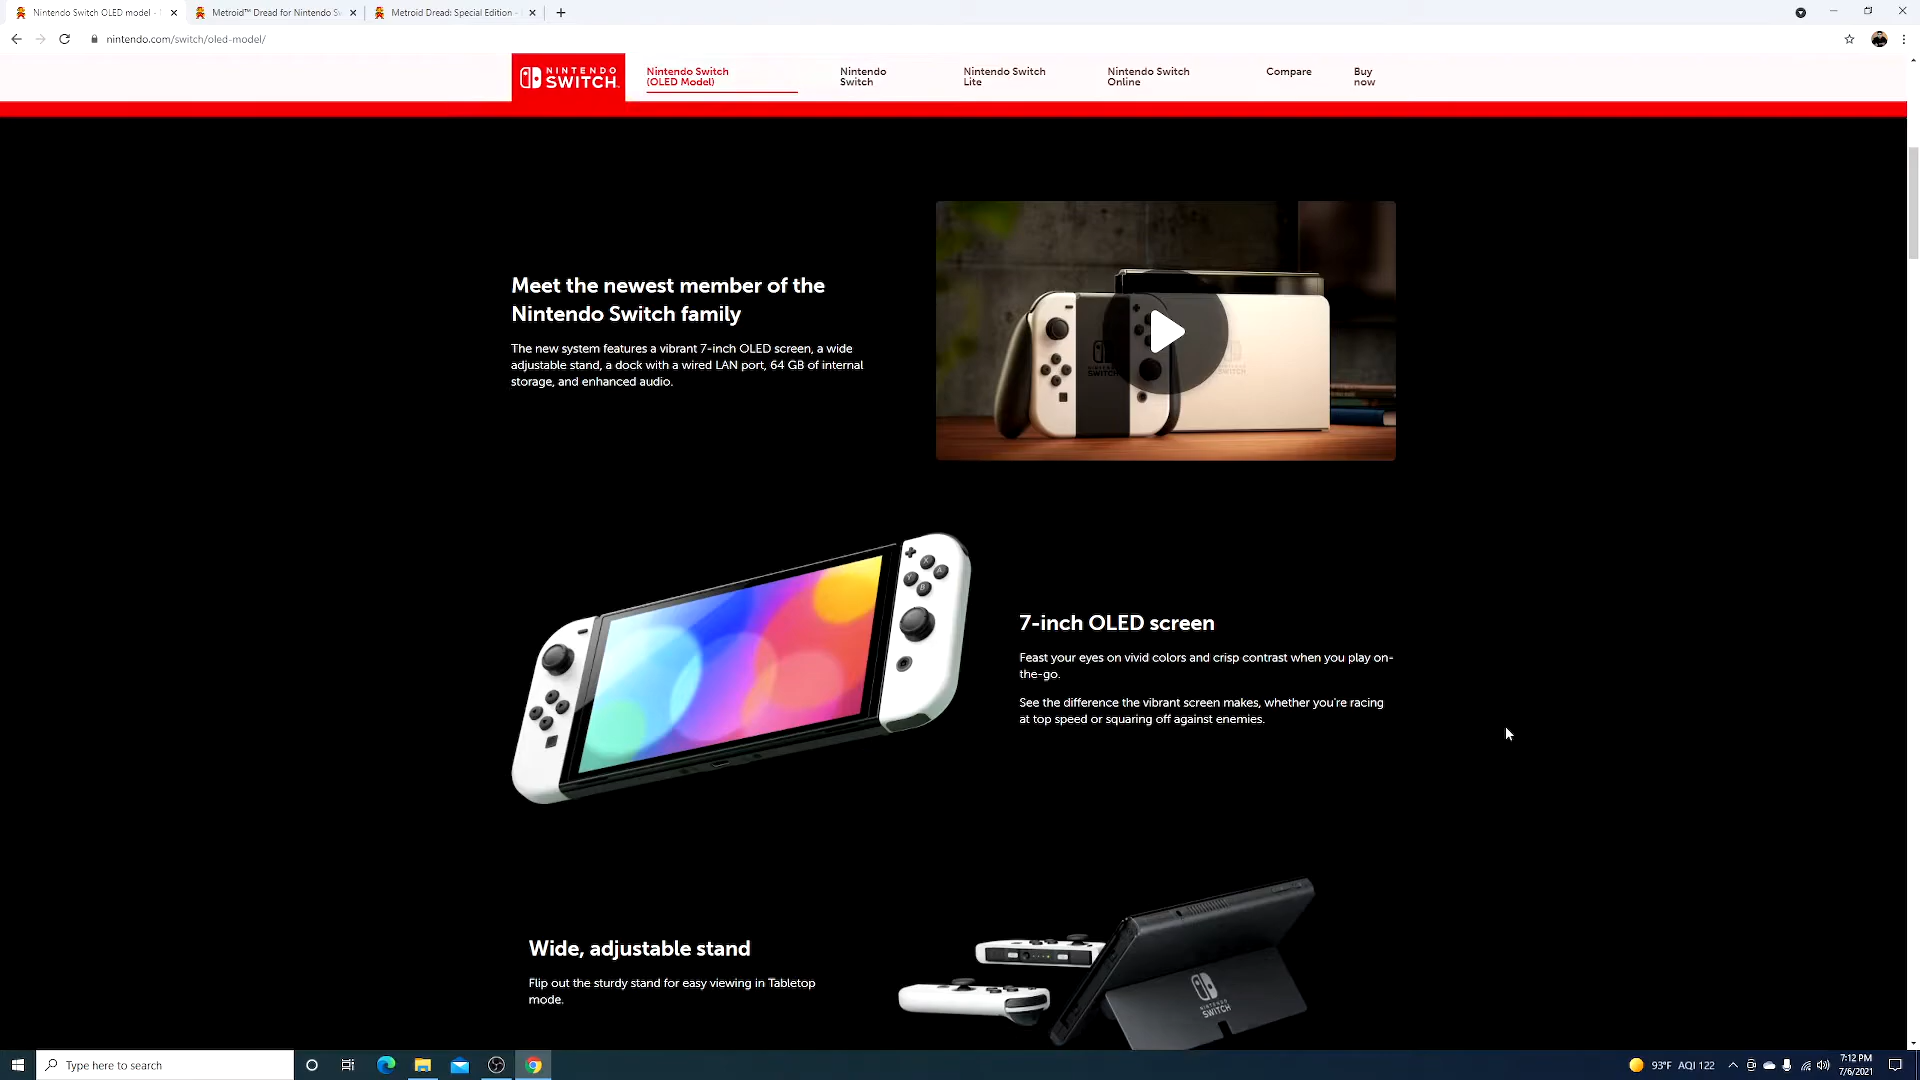 Nintendo Switch OLED model -
Metroid™ Dread for Nintendo Sw
Metroid Dread: Special Edition -
nintendo.com/switch/oled-model/
NINTENDO
SWITCH
Nintendo Switch
(OLED Model)
Nintendo
Switch
Nintendo Switch
Lite
Nintendo Switch
Online
Compare
Buy
now
Meet the newest member of the
Nintendo Switch family
The new system features a vibrant 7-inch OLED screen, a wide
adjustable stand, a dock with a wired LAN port, 64 GB of internal
storage, and enhanced audio.
SWITCH
SWITCH
X
Y
A
B
7-inch OLED screen
Feast your eyes on vivid colors and crisp contrast when you play on-
the-go.
See the difference the vibrant screen makes, whether you're racing
at top speed or squaring off against enemies.
Wide, adjustable stand
Flip out the sturdy stand for easy viewing in Tabletop
mode.
NINTENDO
SWITCH
Type here to search
93°F AQI 122
7:12 PM
7/6/2021